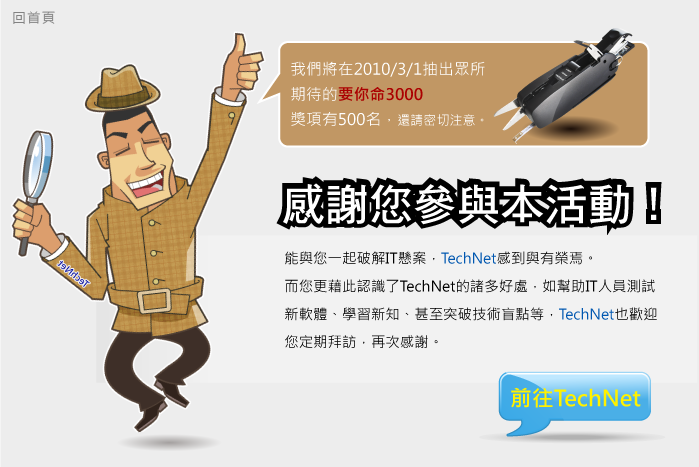 回首頁
我們將在2010/3/1抽出眾所
期待的要你命3000
獎項有500名，還請密切注意。
感謝您參與本活動！
能與您一起破解IT懸案，TechNet感到與有榮焉。
而您更藉此認識了TechNet的諸多好處，如幫助IT人員測試
新軟體、學習新知、甚至突破技術盲點等，TechNet也歡迎
您定期拜訪，再次感謝。
TechNet
前往TechNet